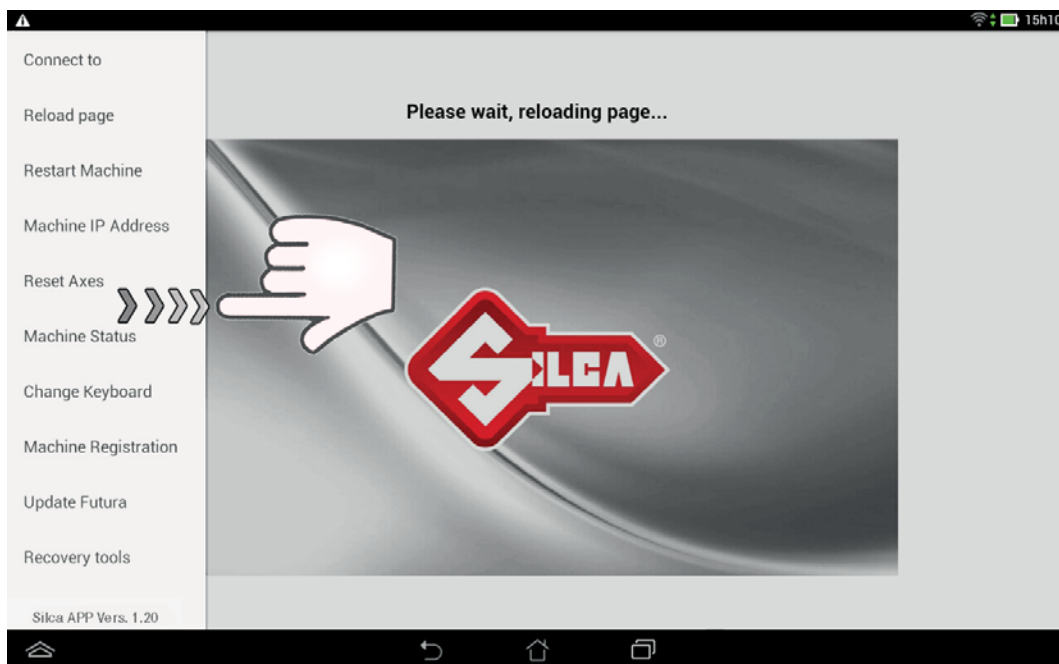 15h10
Connect to
Reload page
Restart Machine
Machine IP Address
Reset Axes
Machine Status
Change Keyboard
Machine Registration
Update Futura
Recovery tools
Silca APP Vers. 1.20
Please wait, reloading page...
SILCA
®